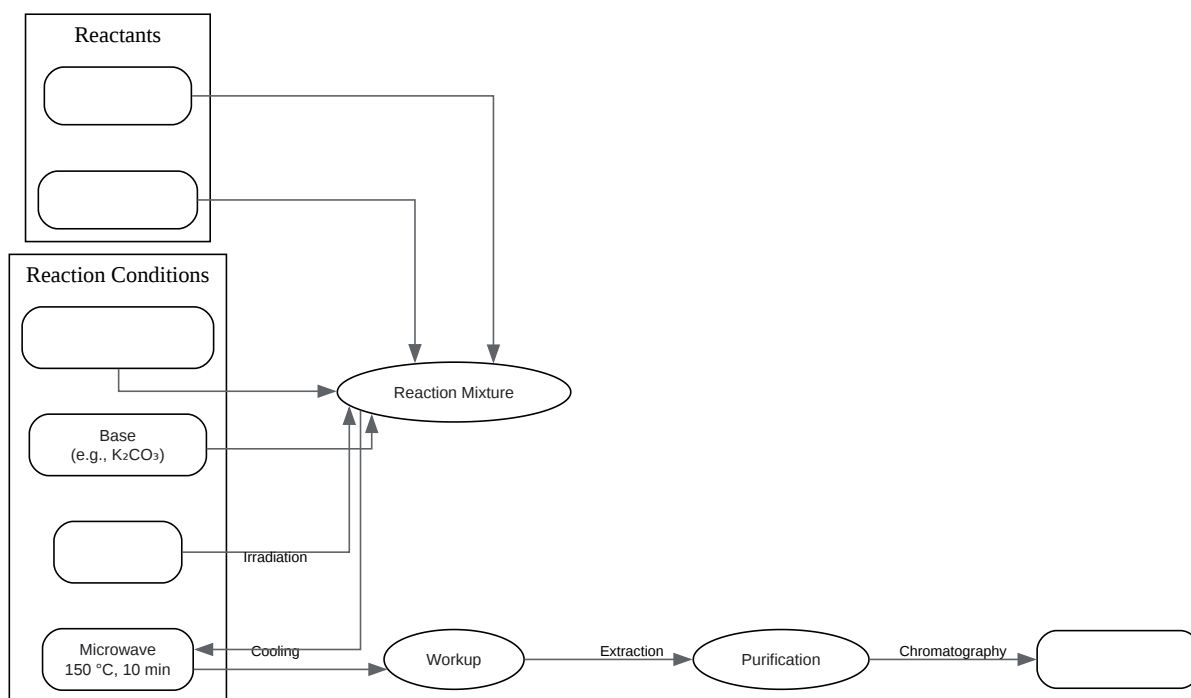 Reactants
Reaction Conditions
Reaction Mixture
Base
(e.g., K₂CO₃)
Irradiation
Microwave
150 °C, 10 min
Cooling
Workup
Extraction
Purification
Chromatography